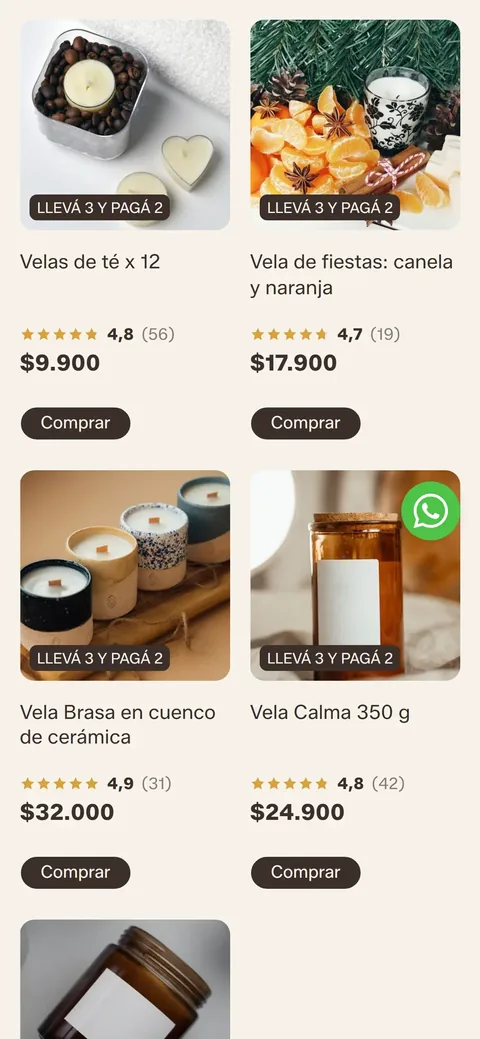 LLEVÁ 3 Y PAGÁ 2
Velas de té x 12
4,8 (56)
$9.900
Comprar
LLEVÁ 3 Y PAGÁ 2
Vela de fiestas: canela
y naranja
4,7 (19)
$17.900
Comprar
LLEVÁ 3 Y PAGÁ 2
Vela Brasa en cuenco
de cerámica
4,9 (31)
$32.000
Comprar
LLEVÁ 3 Y PAGÁ 2
Vela Calma 350 g
4,8 (42)
$24.900
Comprar